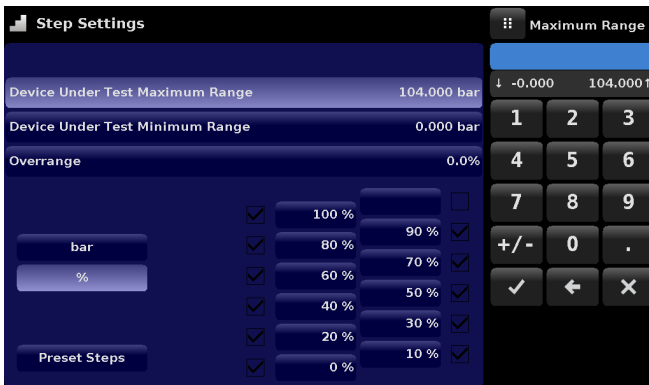 Step Settings
Maximum Range
Device Under Test Maximum Range 104.000 bar
Device Under Test Minimum Range 0.000 bar
Overrange 0.0%
100 %
90 %
bar
80 %
70 %
%
60 %
50 %
40 %
30 %
20 %
10 %
Preset Steps
0 %
↓ -0.000 104.000↑
1 2 3
4 5 6
7 8 9
+/- 0 .